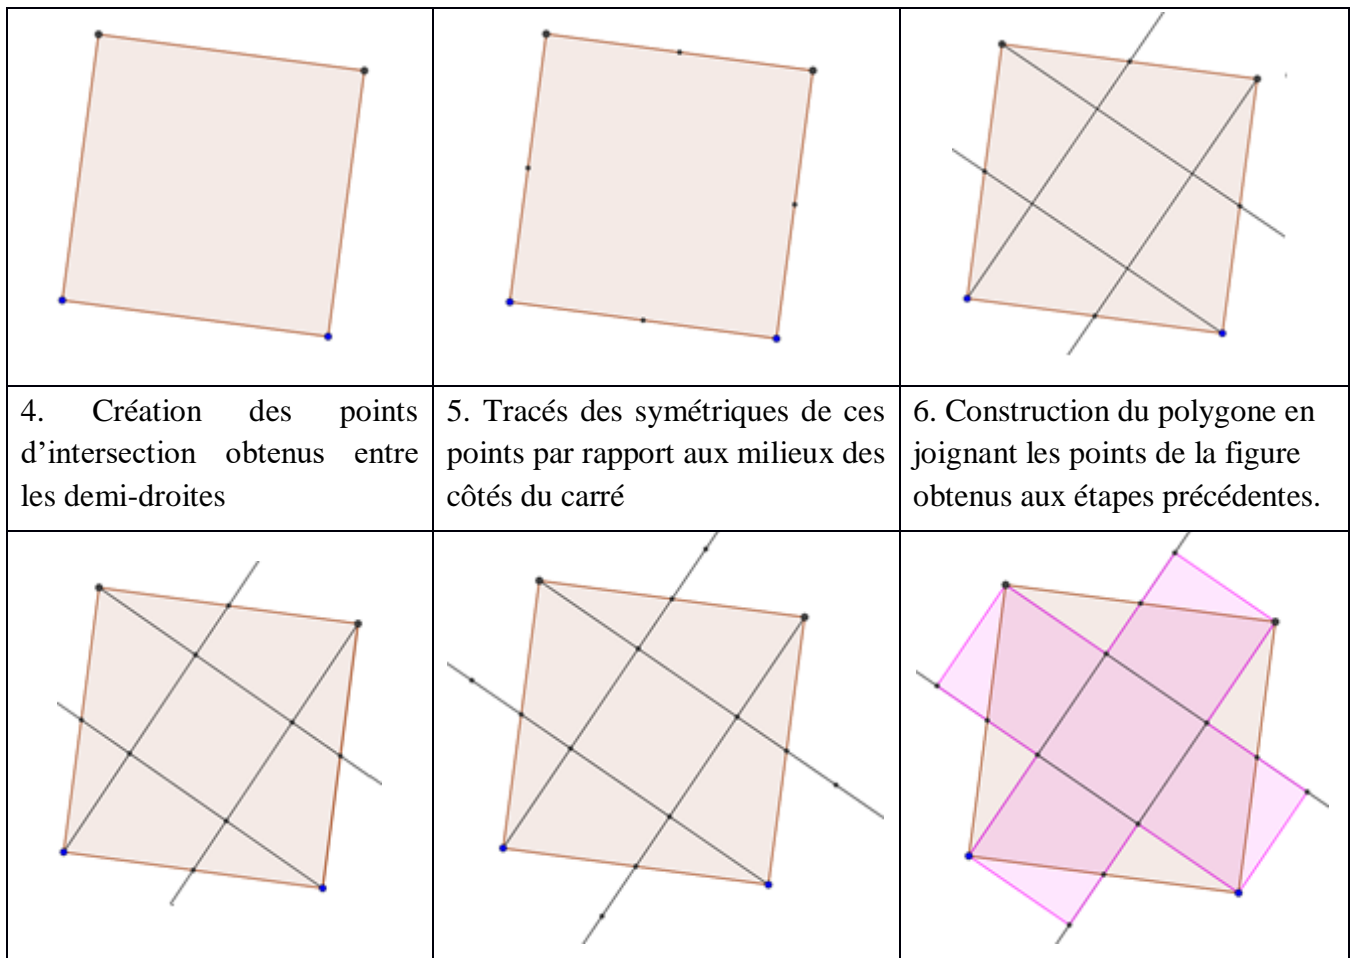 4. Création des points
d’intersection obtenus entre
les demi-droites
5. Tracés des symétriques de ces
points par rapport aux milieux des
côtés du carré
6. Construction du polygone en
joignant les points de la figure
obtenus aux étapes précédentes.